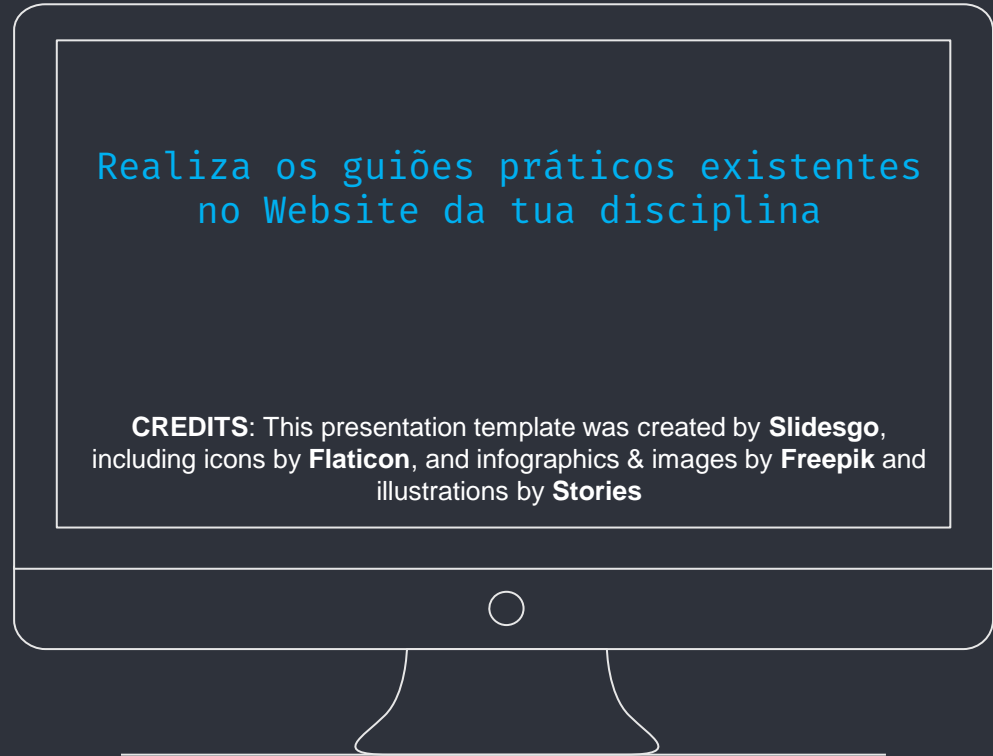 Realiza os guiões práticos existentes
no Website da tua disciplina
CREDITS: This presentation template was created by Slidesgo,
including icons by Flaticon, and infographics & images by Freepik and
illustrations by Stories